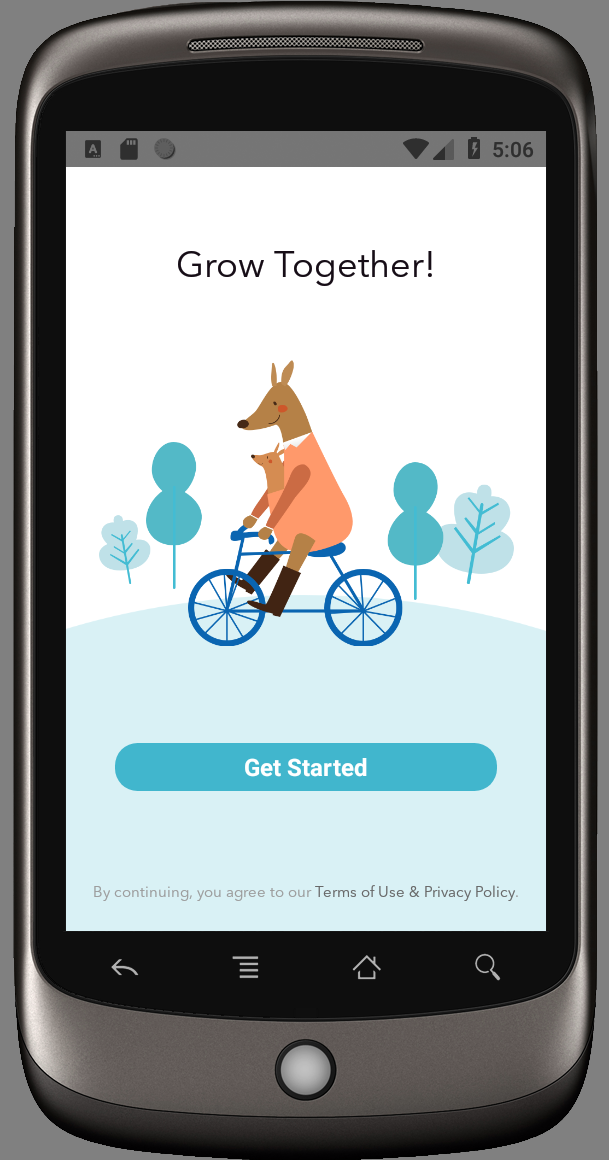 A
5:06
Grow Together!
Get Started
By continuing, you agree to our Terms of Use & Privacy Policy.